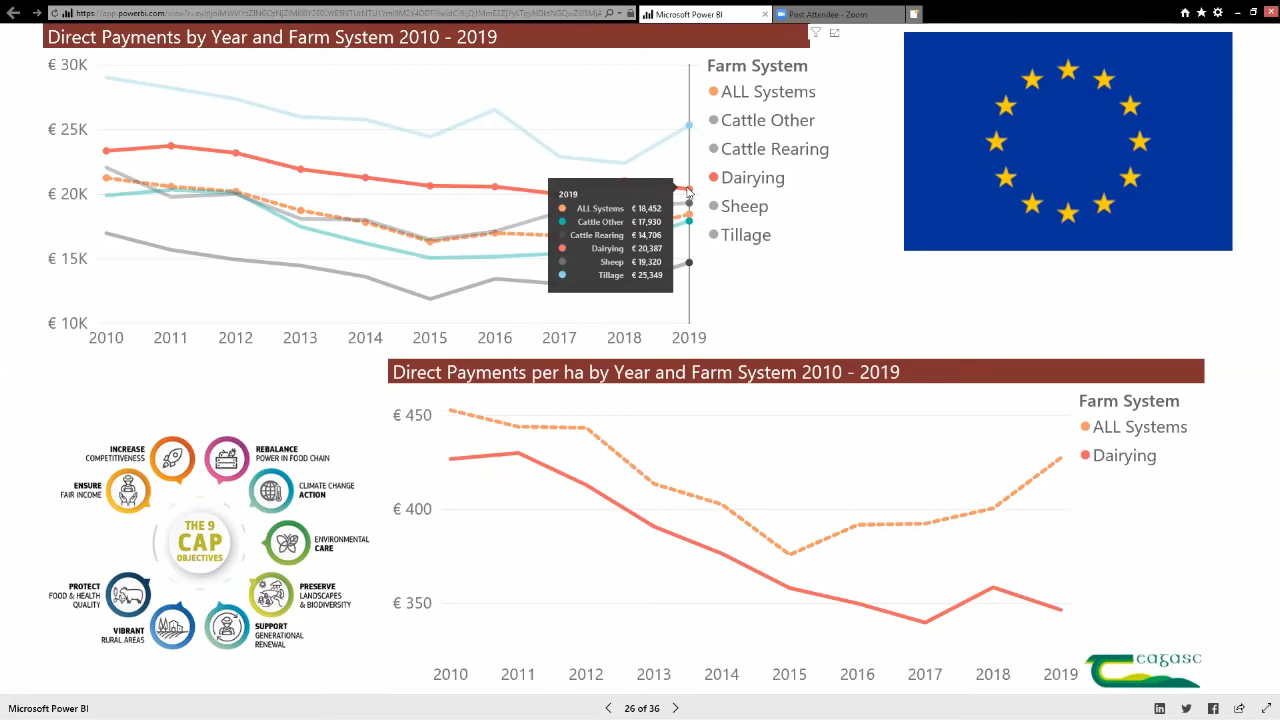 Microsoft Power BI
Post Attendee - Zoom
Direct Payments by Year and Farm System 2010 - 2019
€ 30K
€ 25K
€ 20K
€ 15K
€ 10K
2010 2011 2012 2013 2014 2015 2016 2017 2018 2019
Farm System
ALL Systems
Cattle Other
Cattle Rearing
Dairying
Sheep
Tillage
2019
ALL Systems € 18,452
Cattle Other € 17,930
Cattle Rearing € 14,706
Dairying € 20,387
Sheep € 19,320
Tillage € 25,349
Direct Payments per ha by Year and Farm System 2010 - 2019
€ 450
€ 400
€ 350
2010 2011 2012 2013 2014 2015 2016 2017 2018 2019
Farm System
ALL Systems
Dairying
THE 9
CAP
OBJECTIVES
INCREASE
COMPETITIVENESS
REBALANCE
POWER IN FOOD CHAIN
ENSURE
FAIR INCOME
CLIMATE CHANGE
ACTION
ENVIRONMENTAL
CARE
PROTECT
FOOD & HEALTH
QUALITY
PRESERVE
LANDSCAPES
& BIODIVERSITY
VIBRANT
RURAL AREAS
SUPPORT
GENERATIONAL
RENEWAL
eagasc
Microsoft Power BI
26 of 36